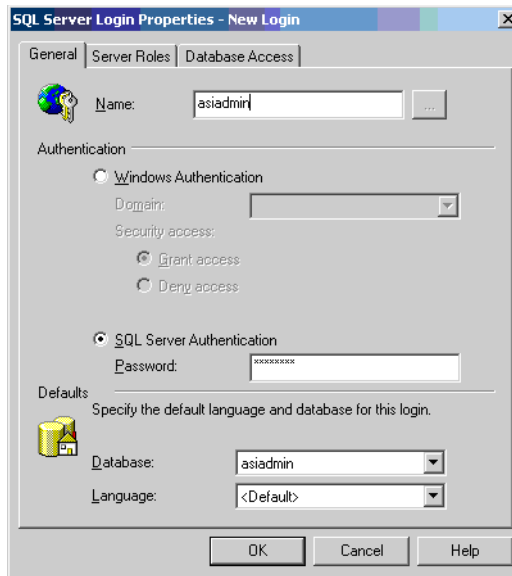 SQL Server Login Properties - New Login
General Server Roles Database Access
Name: asiadmin ...
Authentication
Windows Authentication
Domain:
Security access:
Grant access
Deny access
SQL Server Authentication
Password: ********
Defaults
Specify the default language and database for this login.
Database: asiadmin
Language: <Default>
OK Cancel Help